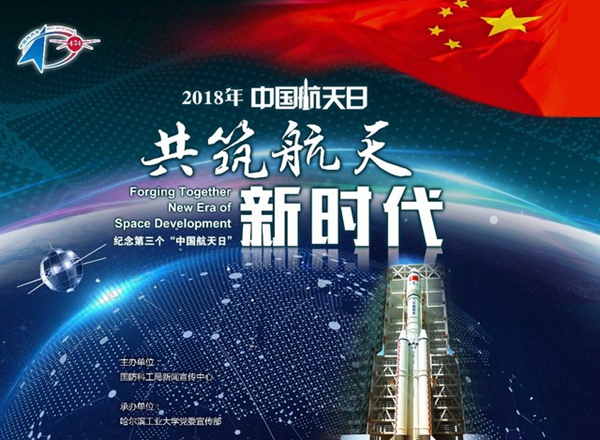 424
2018年 中国航天日
共筑航天
Forging Together
New Era of
Space Development
纪念第三个“中国航天日”
新时代
主办单位：
国防科工局新闻宣传中心
承办单位：
哈尔滨工业大学党委宣传部